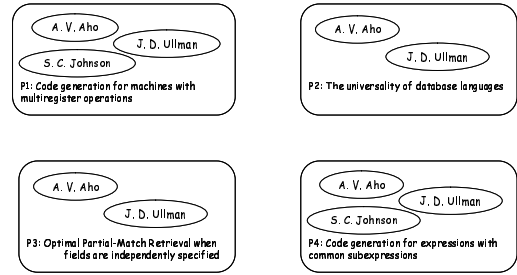 A. V. Aho
J. D. Ullman
S. C. Johnson
P1: Code generation for machines with
multiregister operations
A. V. Aho
J. D. Ullman
P2: The universality of database languages
A. V. Aho
J. D. Ullman
P3: Optimal Partial-Match Retrieval when
fields are independently specified
A. V. Aho
J. D. Ullman
S. C. Johnson
P4: Code generation for expressions with
common subexpressions